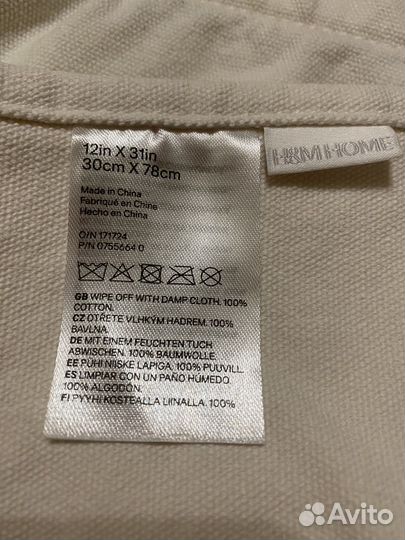 12in X 31in
30cm X 78cm
H&M HOME
Made in China
Fabriqué en Chine
Hecho en China
O/N 171724
P/N 0755664 0
GB WIPE OFF WITH DAMP CLOTH. 100%
COTTON.
CZ OTŘETE VLHKÝM HADREM. 100%
BAVLNA.
DE MIT EINEM FEUCHTEN TUCH
ABWISCHEN. 100% BAUMWOLLE.
EE PÜHI NIISKE LAPIGA. 100% PUUVILL.
ES LIMPIAR CON UN PAÑO HÚMEDO.
100% ALGODÓN.
FI PYYHI KOSTEALLA LIINALLA. 100%
Avito